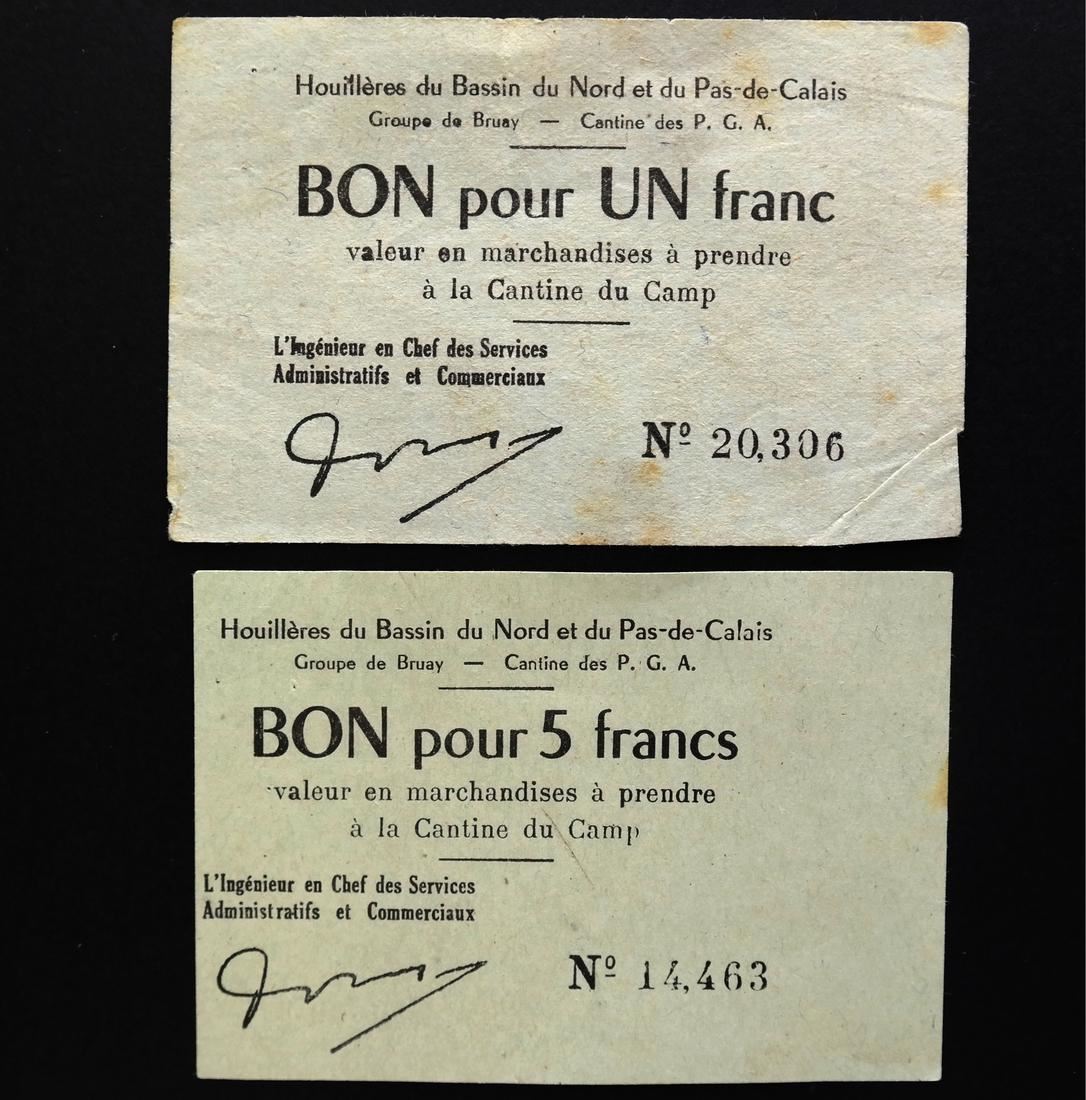 Houillères du Bassin du Nord et du Pas-de-Calais
Groupe de Bruay — Cantine des P. G. A.
BON pour UN franc
valeur en marchandises à prendre
à la Cantine du Camp
L'Ingénieur en Chef des Services
Administratifs et Commerciaux
Nº 20,306
Houillères du Bassin du Nord et du Pas-de-Calais
Groupe de Bruay — Cantine des P. G. A.
BON pour 5 francs
valeur en marchandises à prendre
à la Cantine du Camp
L'Ingénieur en Chef des Services
Administratifs et Commerciaux
Nº 14,463